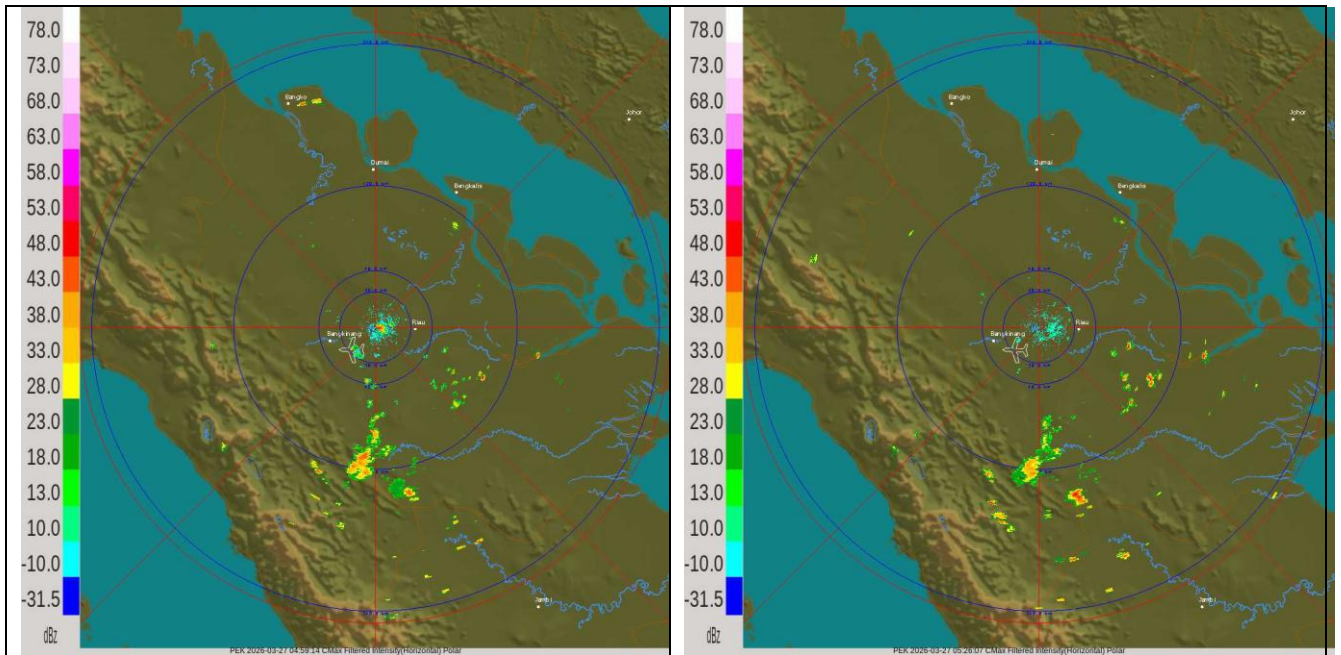 78.0
73.0
68.0
63.0
58.0
53.0
48.0
43.0
38.0
33.0
28.0
23.0
18.0
13.0
10.0
-10.0
-31.5
dBz
Bangko
Johor
Dumai
Bengkalis
Bangkinang
Riau
Jambi
PEK 2026-03-27 04:59:14 CMax Filtered Intensity(Horizontal) Polar
78.0
73.0
68.0
63.0
58.0
53.0
48.0
43.0
38.0
33.0
28.0
23.0
18.0
13.0
10.0
-10.0
-31.5
dBz
Bangko
Johor
Dumai
Bengkalis
Bangkinang
Riau
Jambi
PEK 2026-03-27 05:26:07 CMax Filtered Intensity(Horizontal) Polar